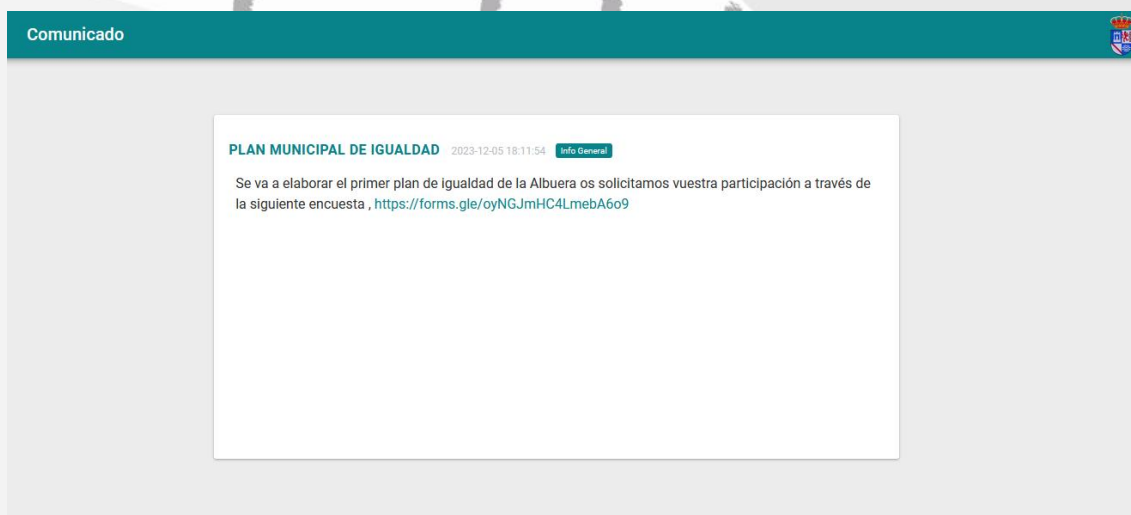 Comunicado
PLAN MUNICIPAL DE IGUALDAD 2023-12-05 18:11:54 Info General
Se va a elaborar el primer plan de igualdad de la Albuera os solicitamos vuestra participación a través de
la siguiente encuesta , https://forms.gle/oyNGJmHC4LmebA6o9